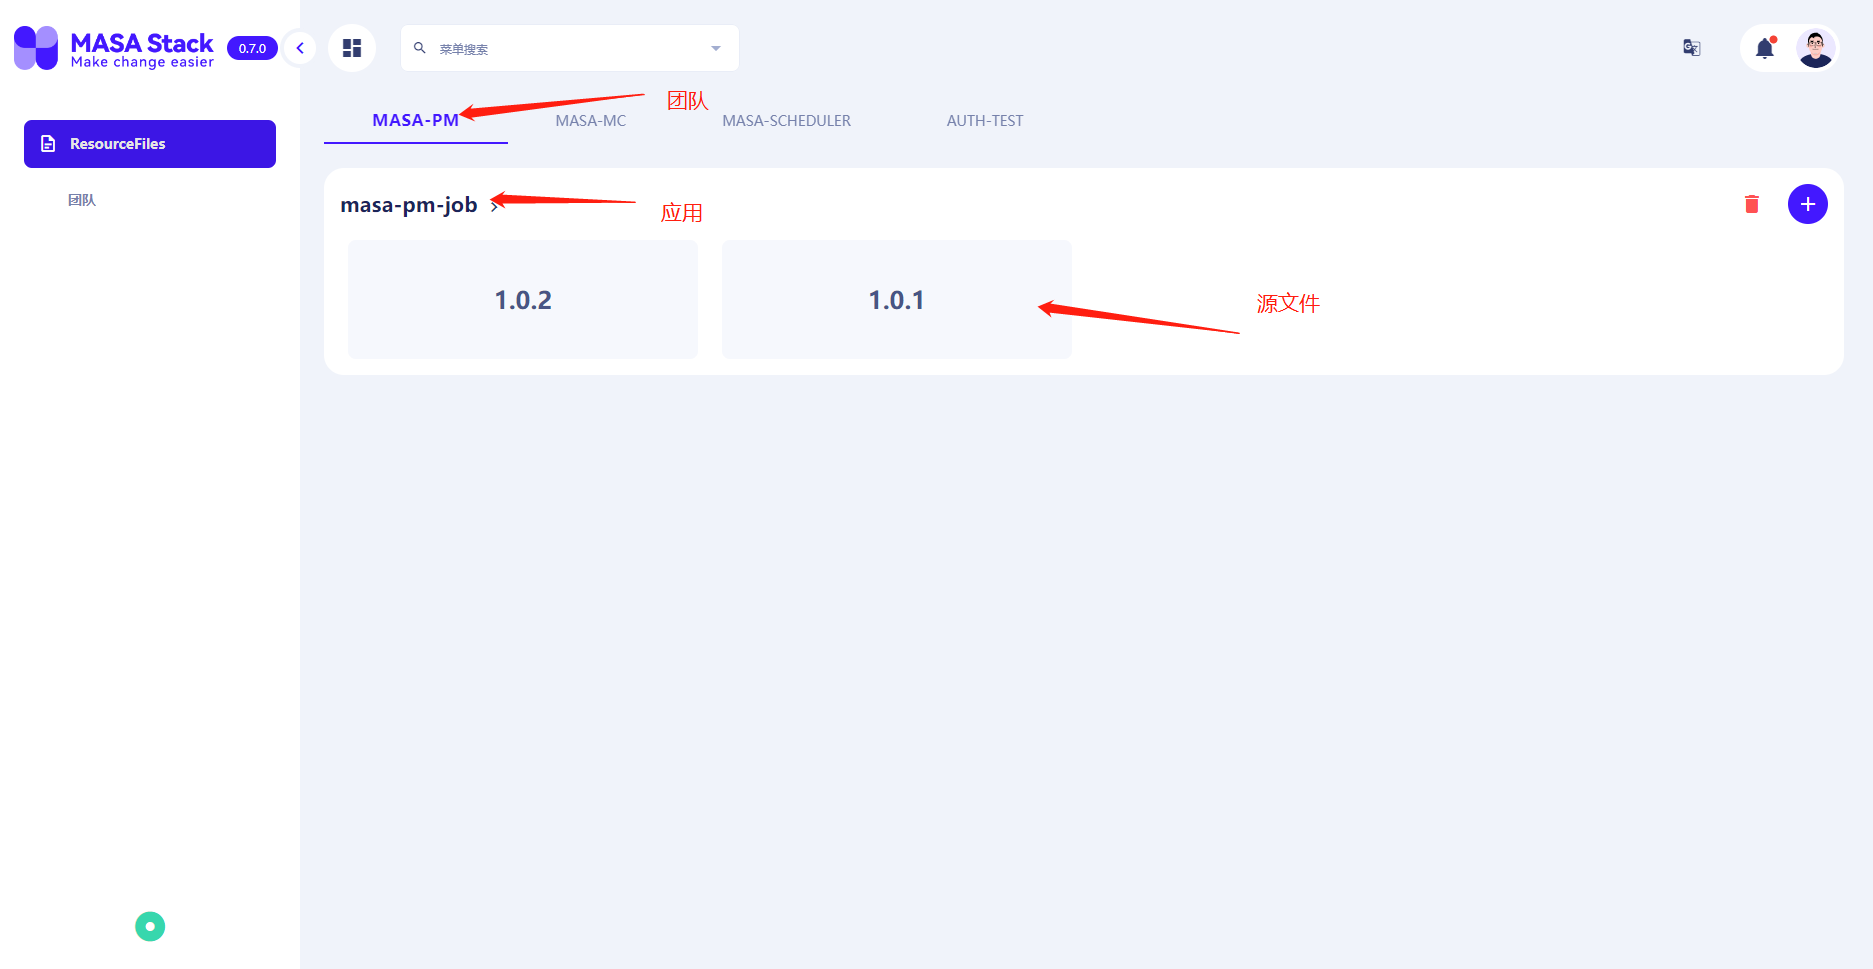 MASA Stack
Make change easier
0.7.0
菜单搜索
ResourceFiles
团队
MASA-PM
MASA-MC
MASA-SCHEDULER
AUTH-TEST
团队
masa-pm-job
应用
1.0.2
1.0.1
源文件